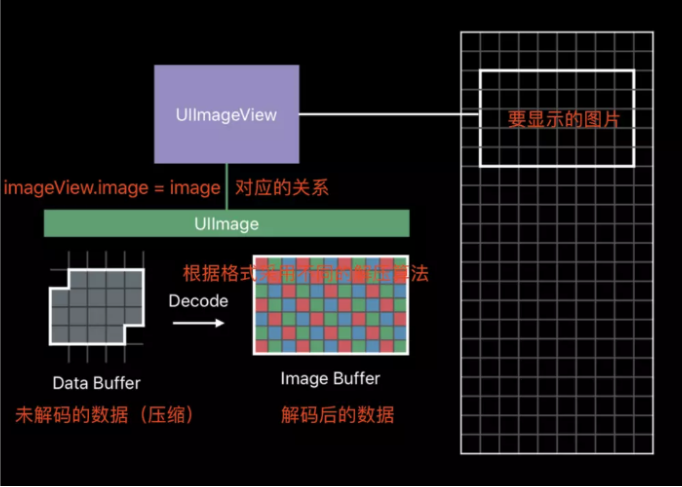 UIImageView
要显示的图片
imageView.image = image 对应的关系
UIImage
根据格式
算法
Decode
Data Buffer
Image Buffer
未解码的数据（压缩）
解码后的数据